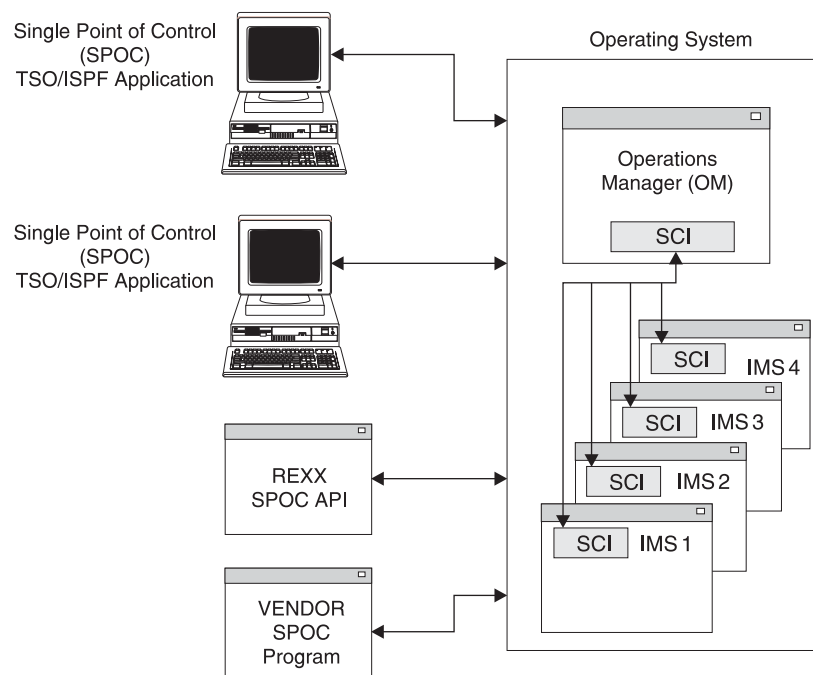 Single Point of Control
(SPOC)
TSO/ISPF Application
Single Point of Control
(SPOC)
TSO/ISPF Application
REXX
SPOC API
VENDOR
SPOC
Program
Operating System
Operations
Manager (OM)
SCI
SCI IMS 4
SCI IMS 3
SCI IMS 2
SCI IMS 1